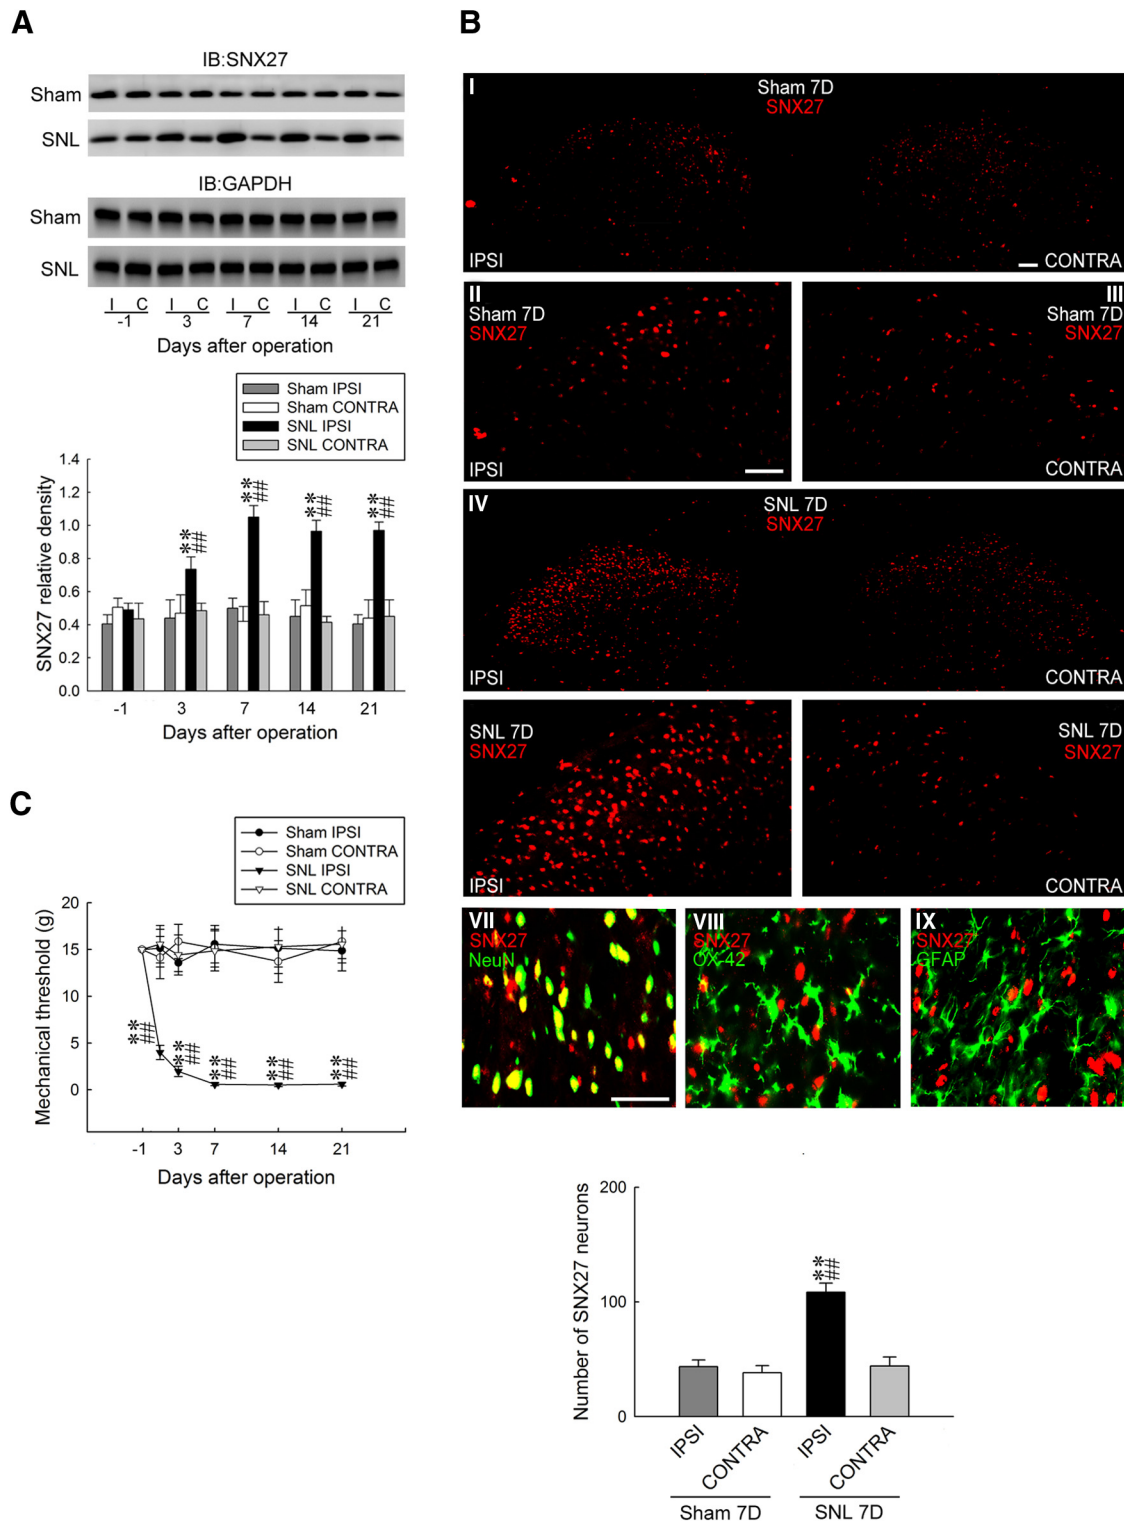 A
IB:SNX27
Sham
SNL
IB:GAPDH
Sham
SNL
I C I C I C I C I C
-1 3 7 14 21
Days after operation
Sham IPSI
Sham CONTRA
SNL IPSI
SNL CONTRA
SNX27 relative density
1.4
1.2
1.0
0.8
0.6
0.4
0.2
0.0
** ## ** ## ** ## ** ##
-1 3 7 14 21
Days after operation
B
I
Sham 7D
SNX27
IPSI
CONTRA
II
Sham 7D
SNX27
IPSI
III
Sham 7D
SNX27
CONTRA
IV
SNL 7D
SNX27
IPSI
CONTRA
SNL 7D
SNX27
IPSI
SNL 7D
SNX27
CONTRA
VII
SNX27
NeuN
VIII
SNX27
OX-42
IX
SNX27
GFAP
Number of SNX27 neurons
200
100
0
** ##
IPSI
CONTRA
IPSI
CONTRA
Sham 7D
SNL 7D
C
Sham IPSI
Sham CONTRA
SNL IPSI
SNL CONTRA
Mechanical threshold (g)
20
15
10
5
0
** ## ** ## ** ## ** ## ** ##
-1 3 7 14 21
Days after operation